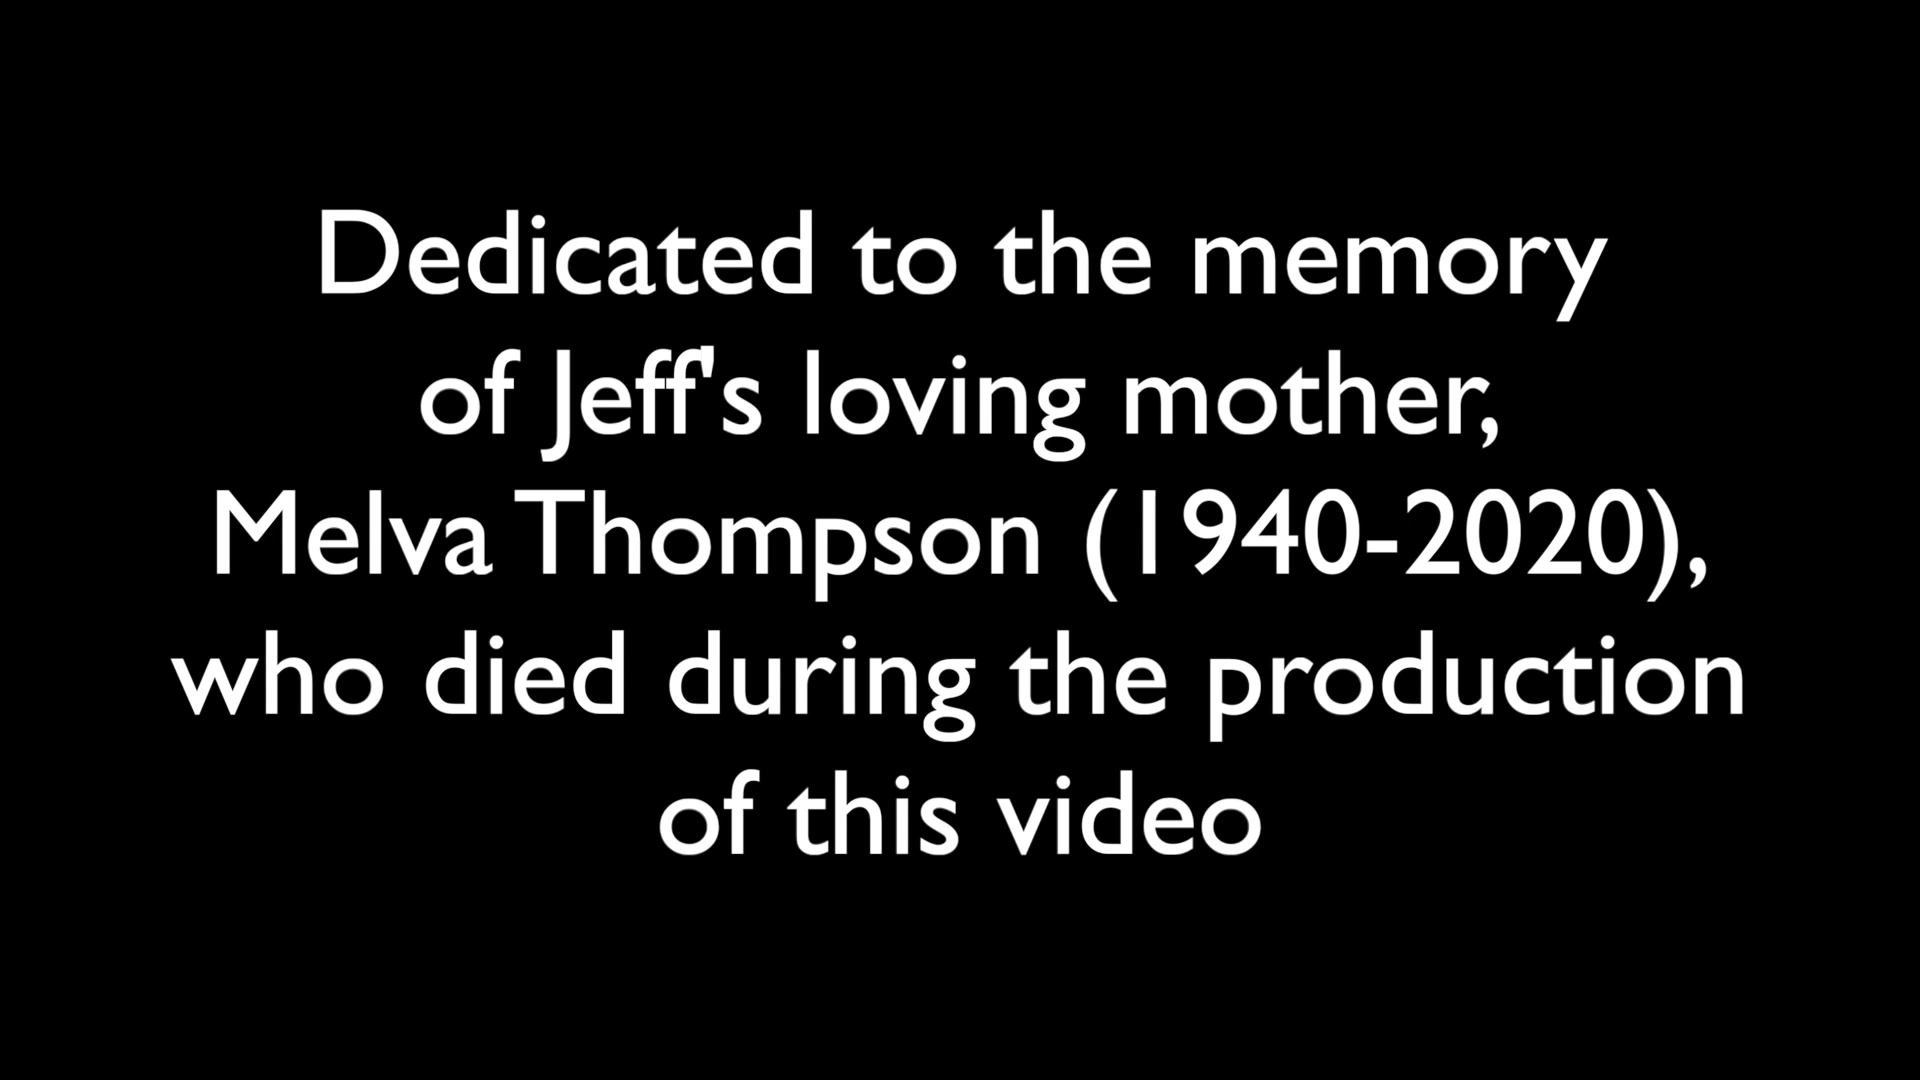 Dedicated to the memory
of Jeff's loving mother,
Melva Thompson (1940-2020),
who died during the production
of this video